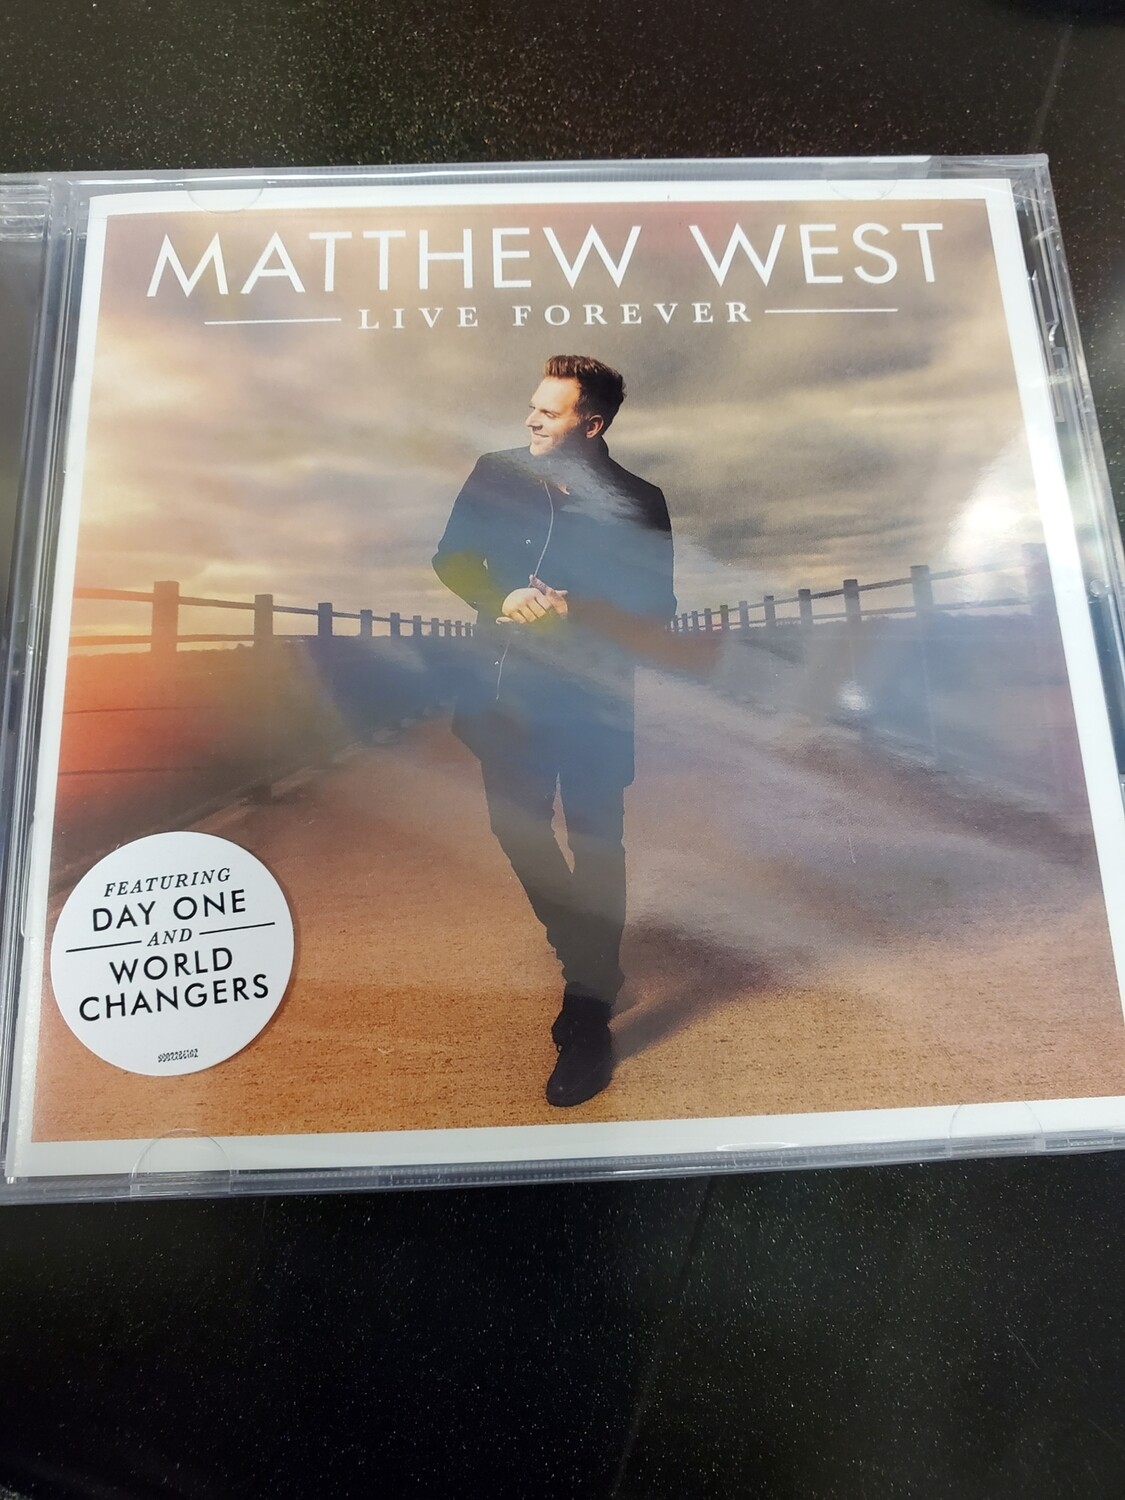 MATTHEW WEST
LIVE FOREVER
FEATURING
DAY ONE
AND
WORLD
CHANGERS